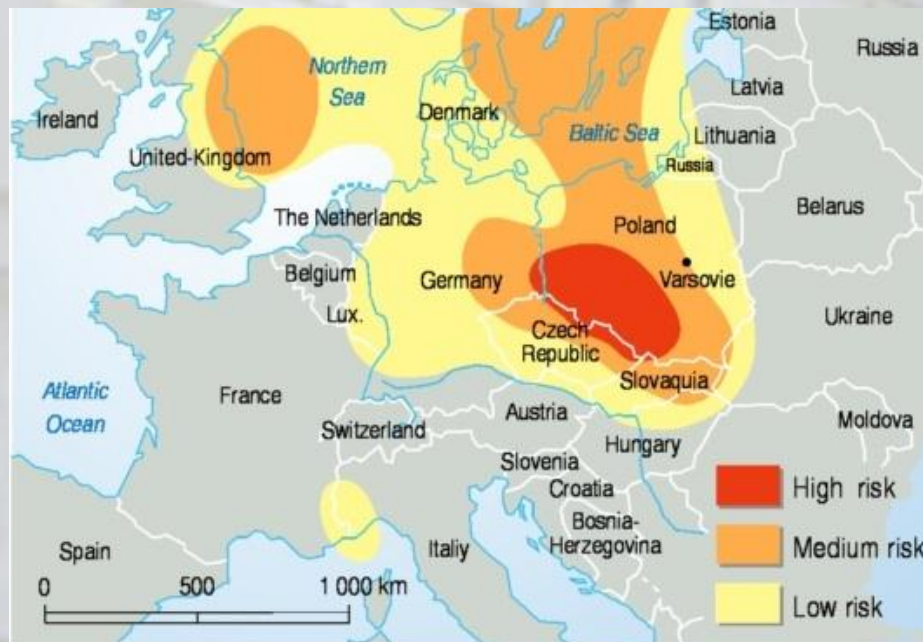 Estonia
Russia
Northern
Sea
Latvia
Denmark
Ireland
Baltic Sea
Lithuania
United-Kingdom
Russia
Belarus
The Netherlands
Poland
Belgium
Germany
Varsovie
Lux.
Ukraine
Czech
Republic
Slovaquia
Atlantic
Ocean
France
Austria
Moldova
Switzerland
Hungary
Slovenia
Croatia
High risk
Bosnia-
Herzegovina
Spain
Italiy
Medium risk
0 500 1 000 km
Low risk